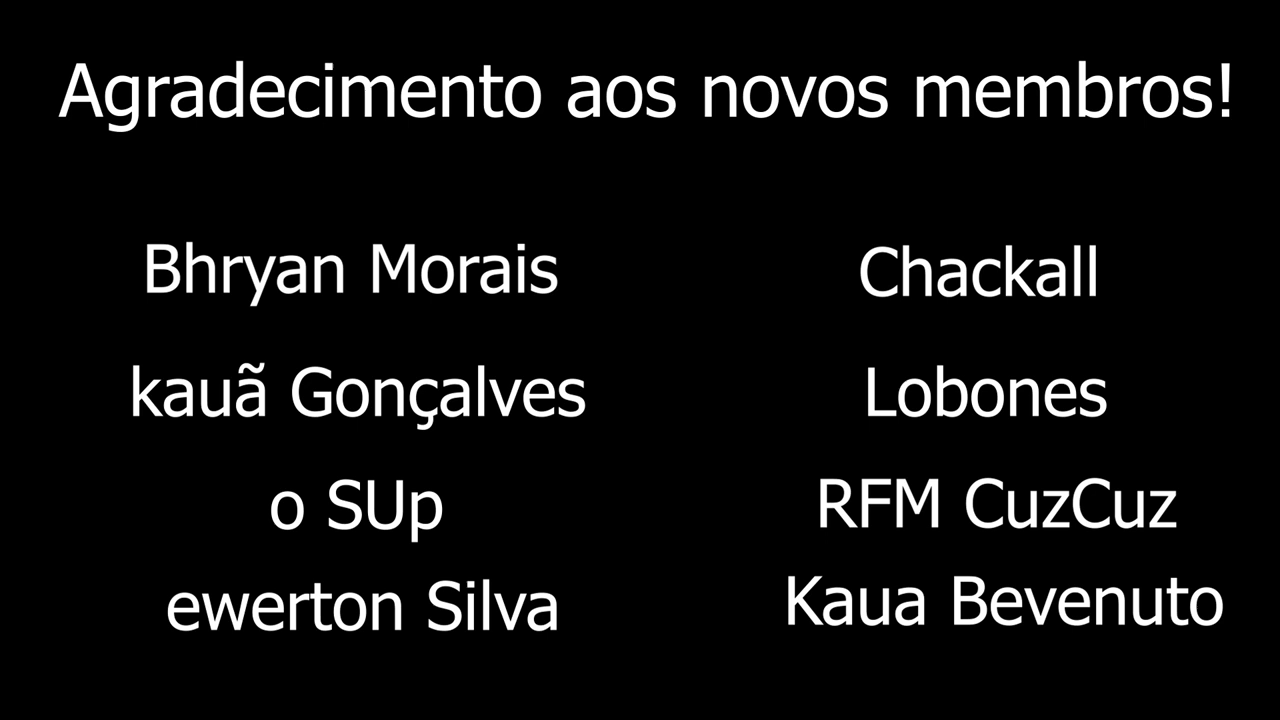 Agradecimento aos novos membros!
Bhryan Morais
Chackall
kauã Gonçalves
Lobones
o SUp
RFM CuzCuz
ewerton Silva
Kaua Bevenuto